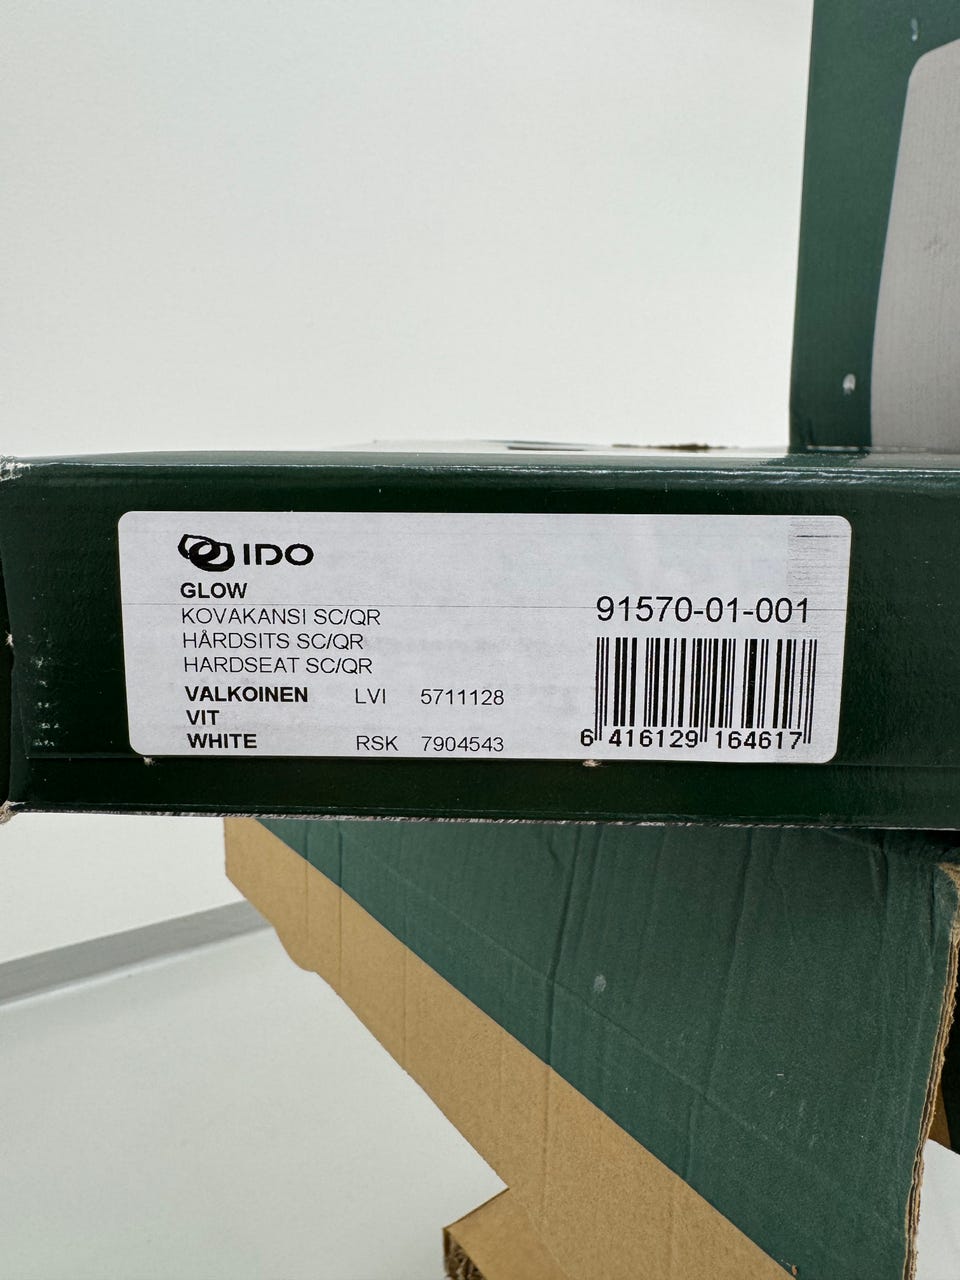 IDO
GLOW
KOVAKANSI SC/QR
HÅRDSITS SC/QR
HARDSEAT SC/QR
VALKOINEN LVI 5711128
VIT
WHITE RSK 7904543
91570-01-001
6 416129 164617